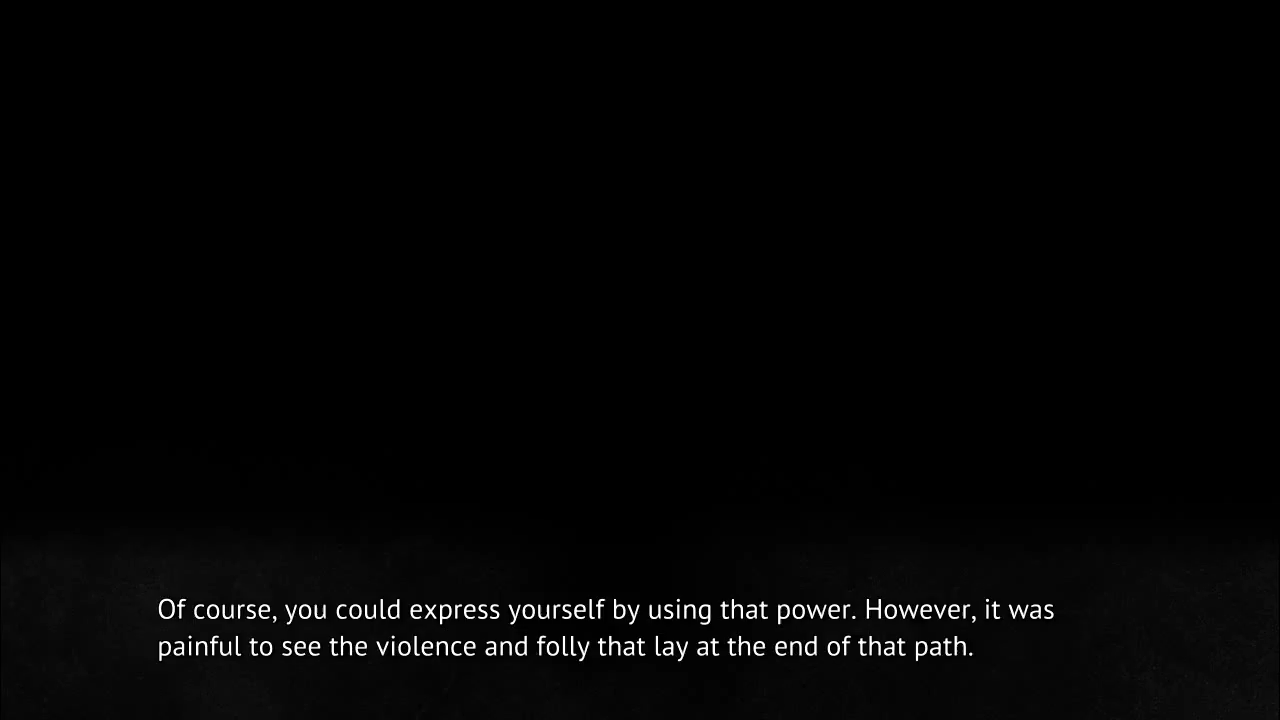 Of course, you could express yourself by using that power. However, it was
painful to see the violence and folly that lay at the end of that path.